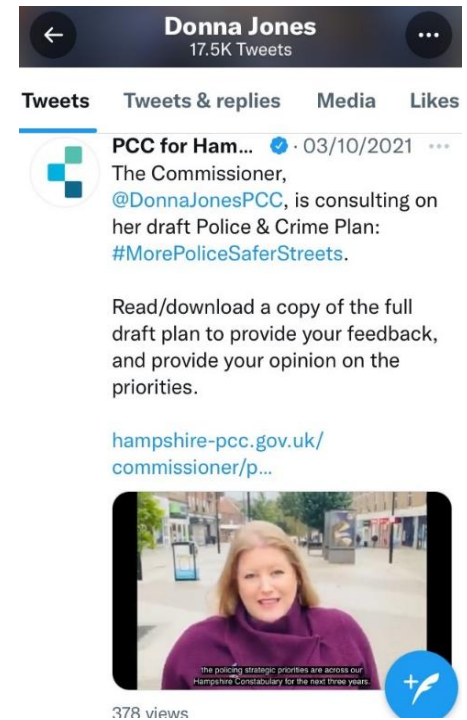 Donna Jones
17.5K Tweets
Tweets Tweets & replies Media Likes
PCC for Ham... · 03/10/2021 ...
The Commissioner,
@DonnaJonesPCC, is consulting on
her draft Police & Crime Plan:
#MorePoliceSaferStreets.
Read/download a copy of the full
draft plan to provide your feedback,
and provide your opinion on the
priorities.
hampshire-pcc.gov.uk/
commissioner/p...
the policing strategic priorities are across our
Hampshire Constabulary for the next three years.
378 views